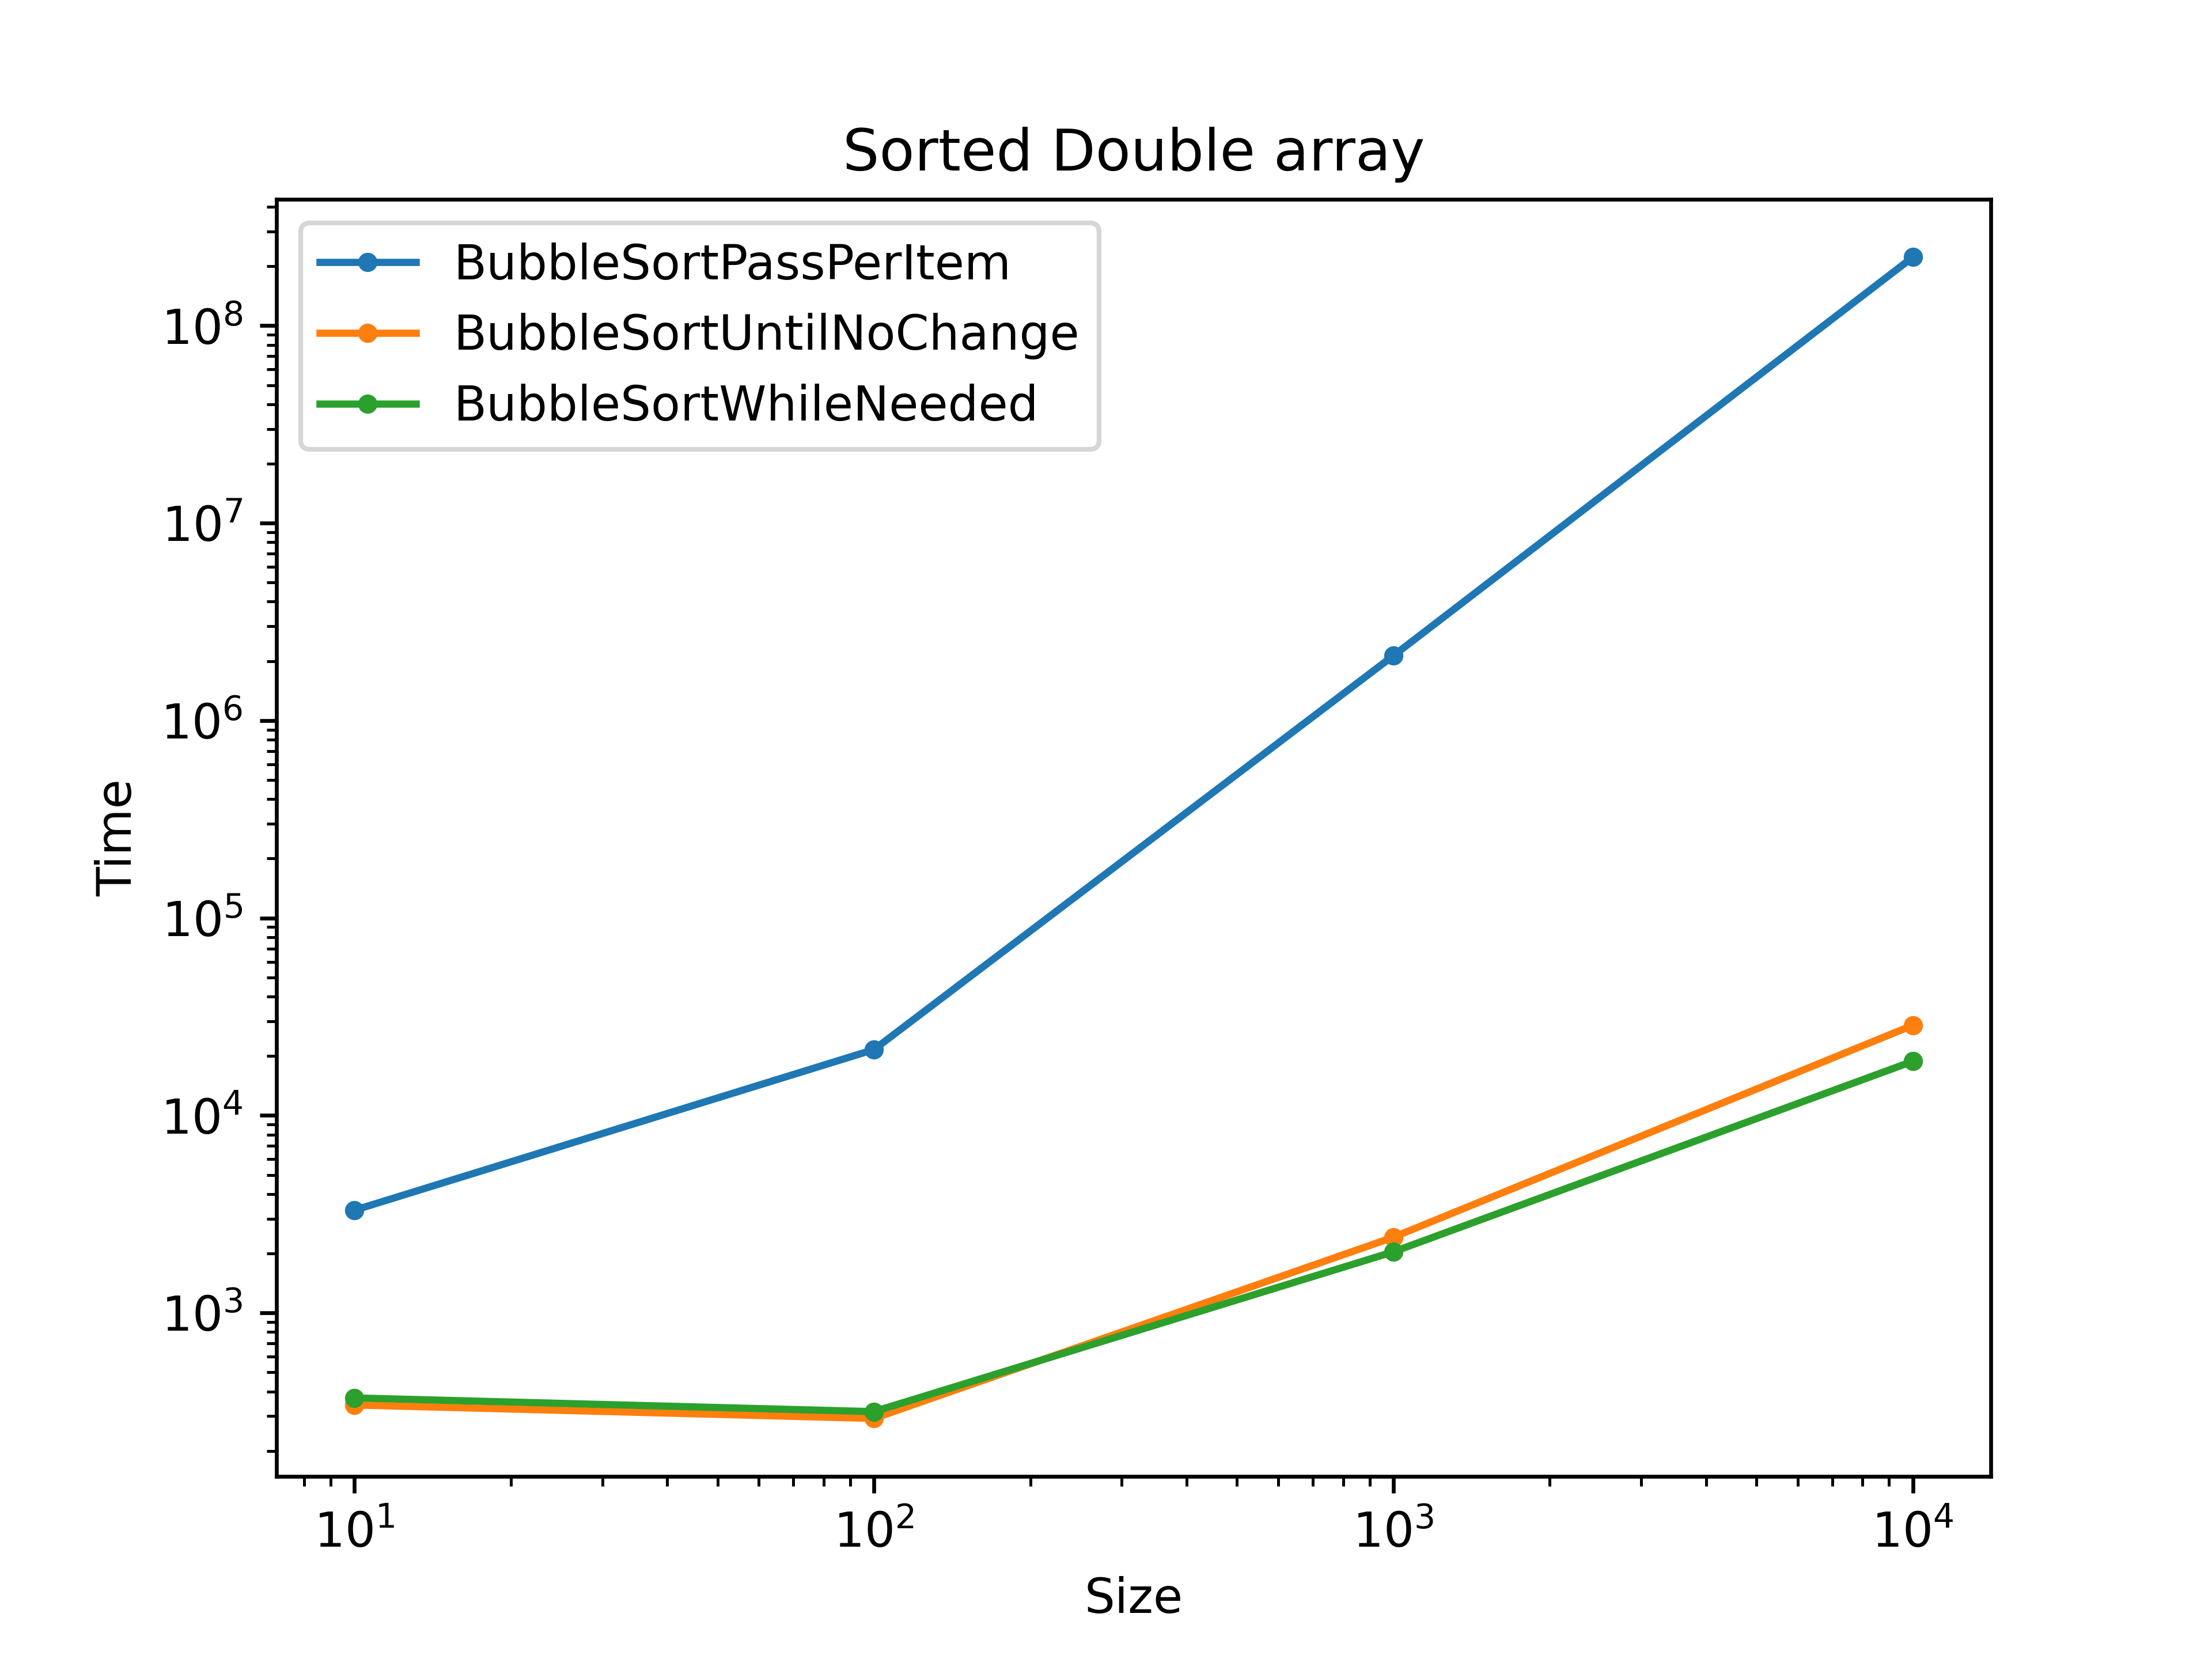 Sorted Double array
BubbleSortPassPerItem
BubbleSortUntilNoChange
BubbleSortWhileNeeded
10⁸
10⁷
10⁶
10⁵
10⁴
10³
Time
10¹ 10² 10³ 10⁴
Size